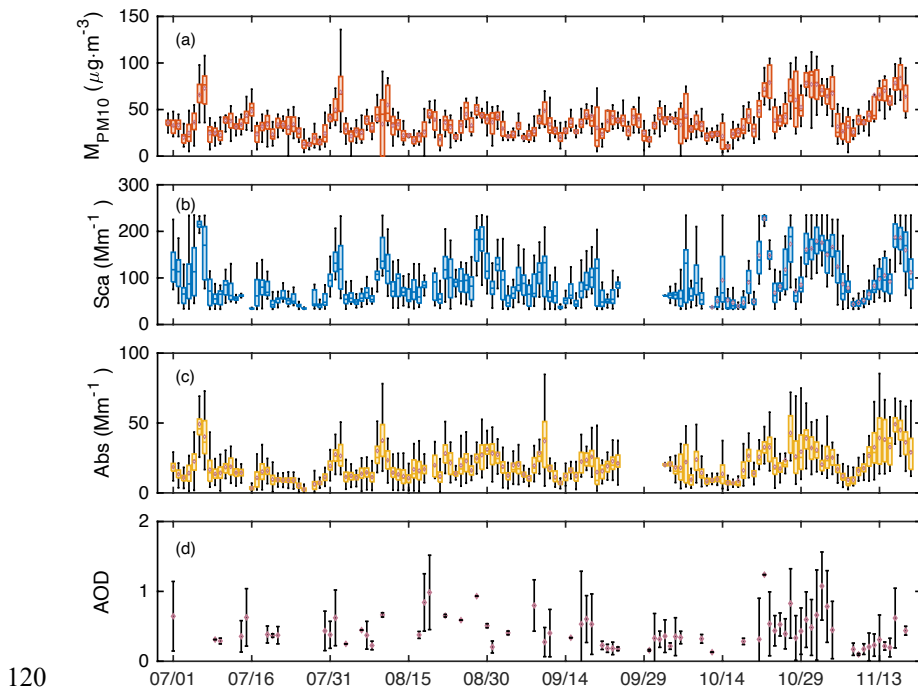 (a)
M_PM10 (μg·m⁻³)
150
100
50
0
(b)
Sca (Mm⁻¹)
300
200
100
0
(c)
Abs (Mm⁻¹)
100
50
0
(d)
AOD
2
1
0
120
07/01 07/16 07/31 08/15 08/30 09/14 09/29 10/14 10/29 11/13